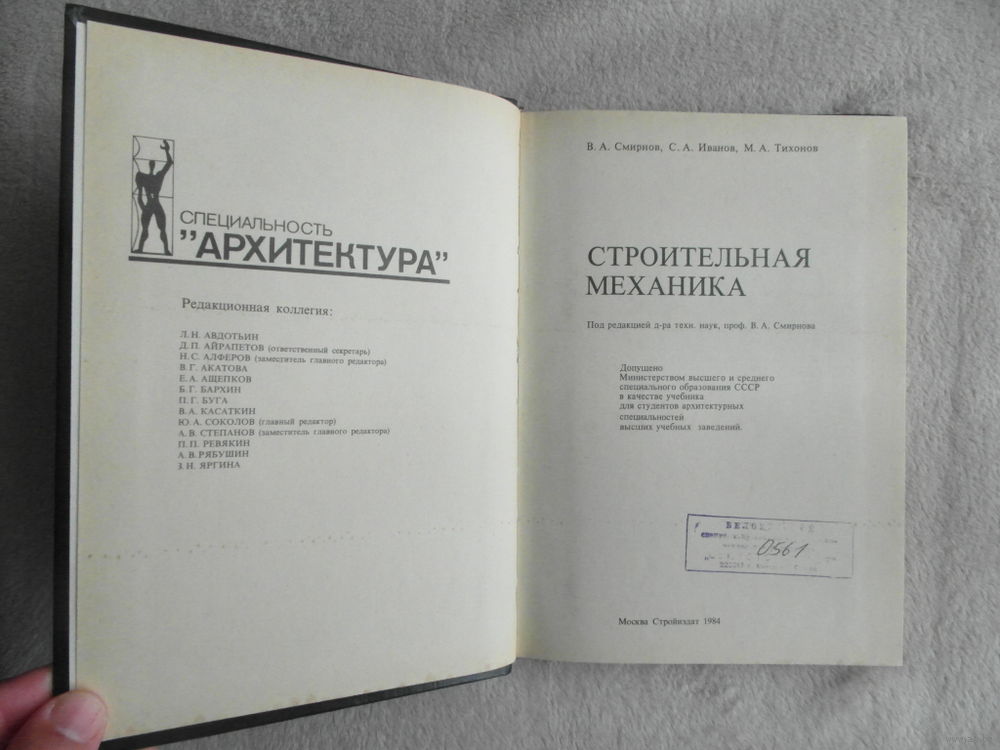 СПЕЦИАЛЬНОСТЬ
"АРХИТЕКТУРА"
Редакционная коллегия:
Л. Н. АВДОТЬИН
Д. П. АЙРАПЕТОВ (ответственный секретарь)
Н. С. АЛФЕРОВ (заместитель главного редактора)
В. Г. АКАТОВА
Е. А. АЩЕПКОВ
Б. Г. БАРХИН
П. Г. БУГА
В. А. КАСАТКИН
Ю. А. СОКОЛОВ (главный редактор)
А. В. СТЕПАНОВ (заместитель главного редактора)
П. П. РЕВЯКИН
А. В. РЯБУШИН
З. Н. ЯРГИНА
В. А. Смирнов, С. А. Иванов, М. А. Тихонов
СТРОИТЕЛЬНАЯ
МЕХАНИКА
Под редакцией д-ра техн. наук, проф. В. А. Смирнова
Допущено
Министерством высшего и среднего
специального образования СССР
в качестве учебника
для студентов архитектурных
специальностей
высших учебных заведений.
0561
Москва Стройиздат 1984